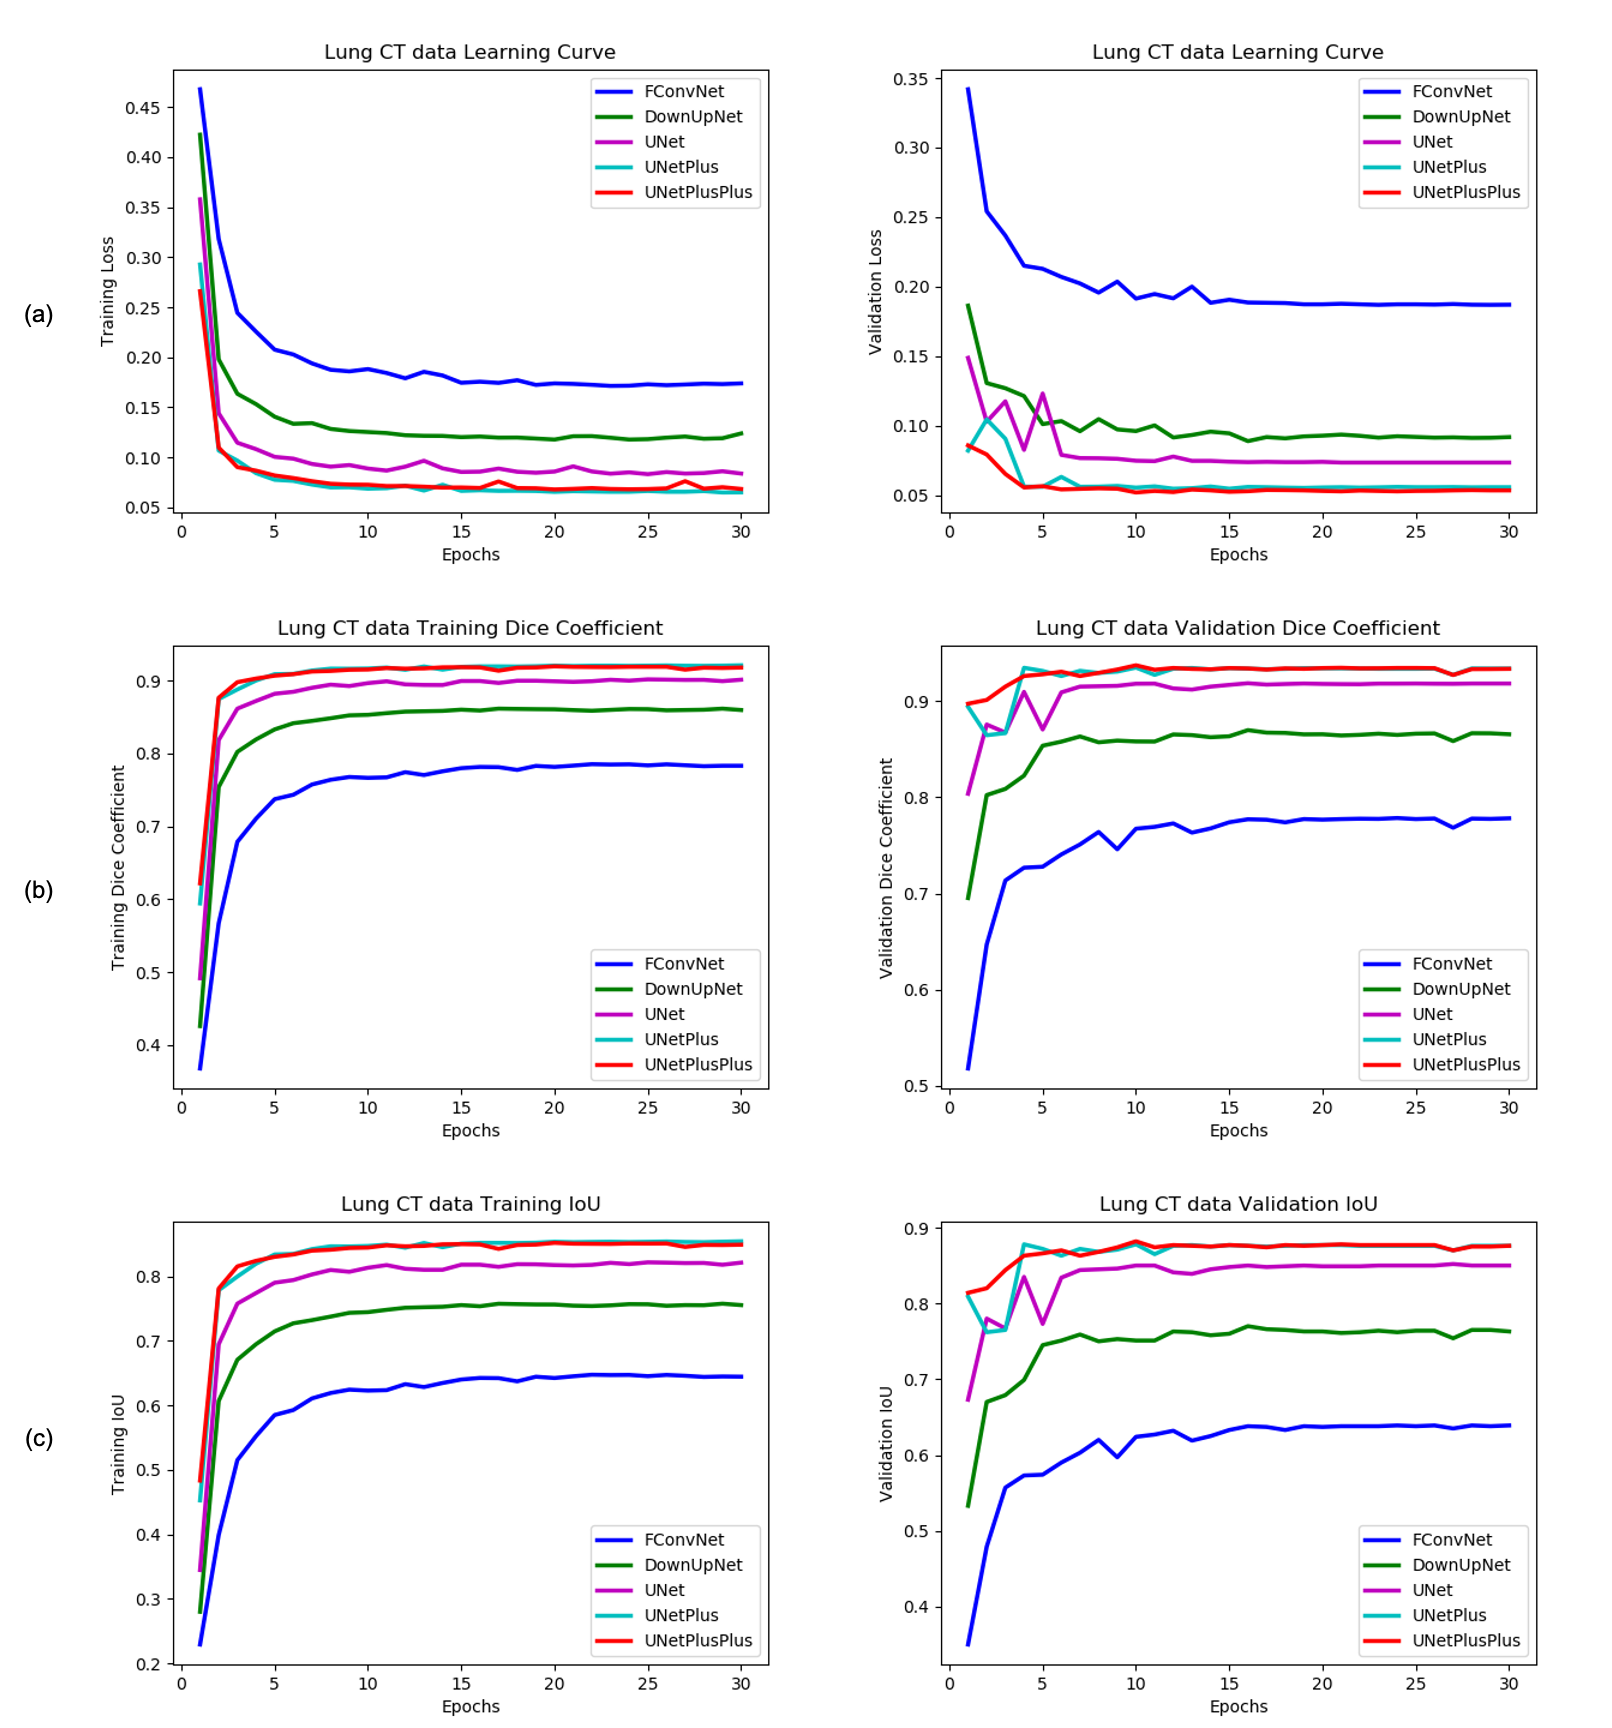 Lung CT data Learning Curve
Training Loss
0.45
0.40
0.35
0.30
0.25
0.20
0.15
0.10
0.05
0 5 10 15 20 25 30
Epochs
FConvNet
DownUpNet
UNet
UNetPlus
UNetPlusPlus
(a)
Lung CT data Learning Curve
Validation Loss
0.35
0.30
0.25
0.20
0.15
0.10
0.05
0 5 10 15 20 25 30
Epochs
FConvNet
DownUpNet
UNet
UNetPlus
UNetPlusPlus
Lung CT data Training Dice Coefficient
Training Dice Coefficient
0.9
0.8
0.7
0.6
0.5
0.4
0 5 10 15 20 25 30
Epochs
FConvNet
DownUpNet
UNet
UNetPlus
UNetPlusPlus
(b)
Lung CT data Validation Dice Coefficient
Validation Dice Coefficient
0.9
0.8
0.7
0.6
0.5
0 5 10 15 20 25 30
Epochs
FConvNet
DownUpNet
UNet
UNetPlus
UNetPlusPlus
Lung CT data Training IoU
Training IoU
0.8
0.7
0.6
0.5
0.4
0.3
0.2
0 5 10 15 20 25 30
Epochs
FConvNet
DownUpNet
UNet
UNetPlus
UNetPlusPlus
(c)
Lung CT data Validation IoU
Validation IoU
0.9
0.8
0.7
0.6
0.5
0.4
0 5 10 15 20 25 30
Epochs
FConvNet
DownUpNet
UNet
UNetPlus
UNetPlusPlus